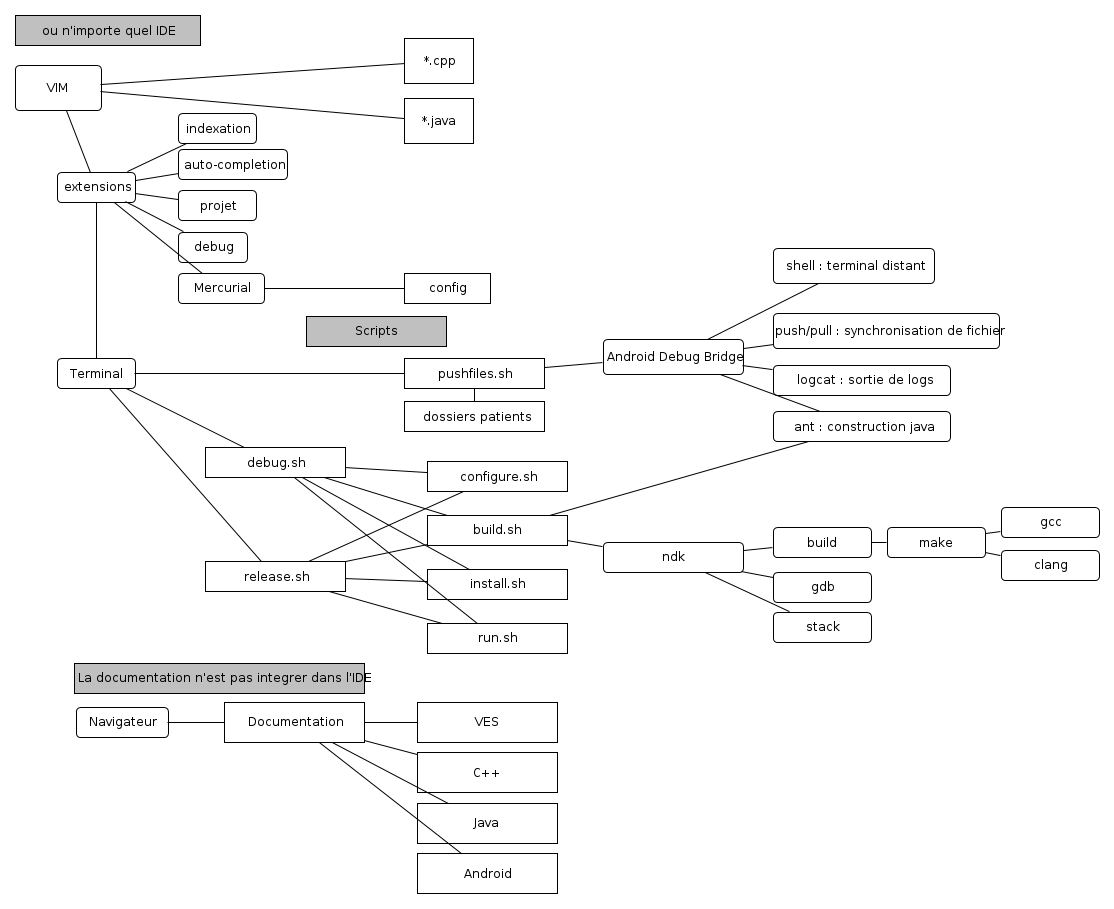 ou n'importe quel IDE
VIM
*.cpp
*.java
indexation
auto-completion
extensions
projet
debug
Mercurial
config
Scripts
shell : terminal distant
push/pull : synchronisation de fichier
Android Debug Bridge
logcat : sortie de logs
ant : construction java
Terminal
pushfiles.sh
dossiers patients
debug.sh
configure.sh
build.sh
release.sh
install.sh
run.sh
ndk
build
make
gcc
clang
gdb
stack
La documentation n'est pas integrer dans l'IDE
Navigateur
Documentation
VES
C++
Java
Android